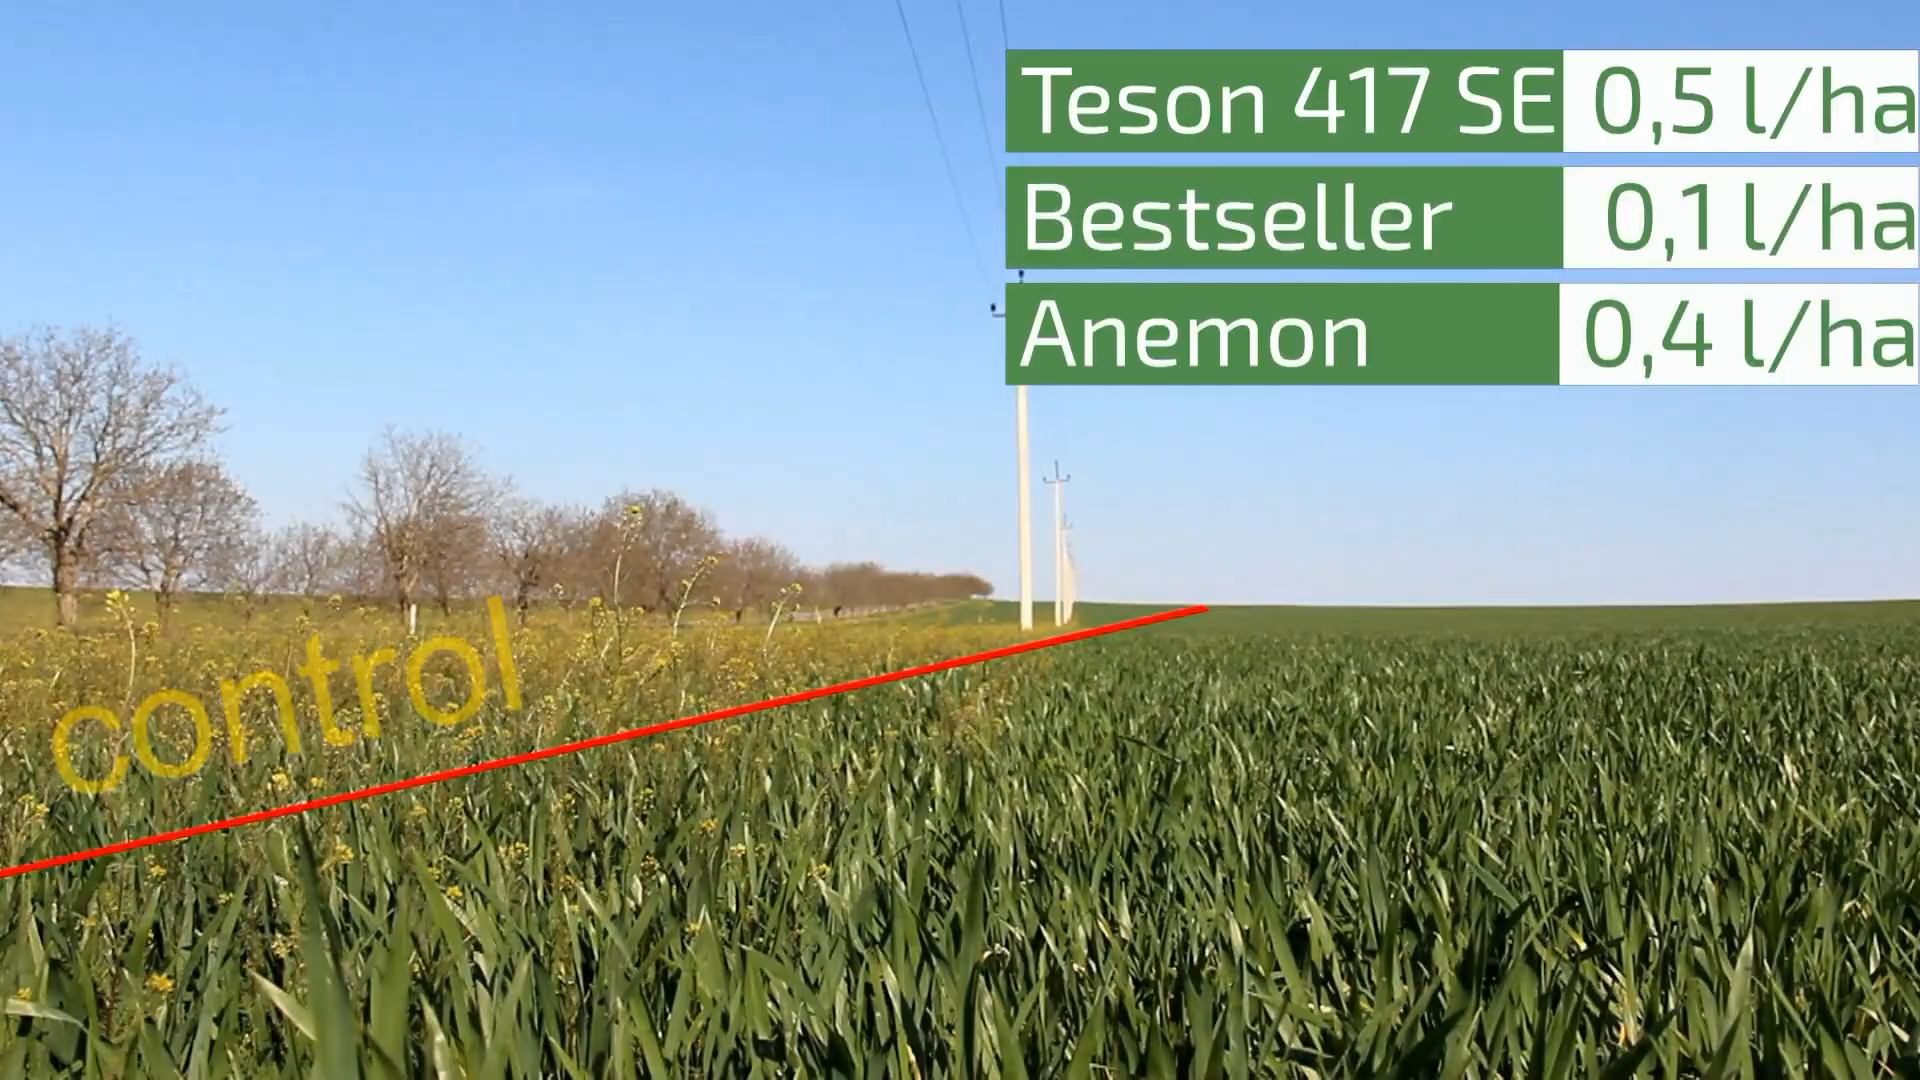 Teson 417 SE 0,5 l/ha
Bestseller 0,1 l/ha
Anemon 0,4 l/ha
control